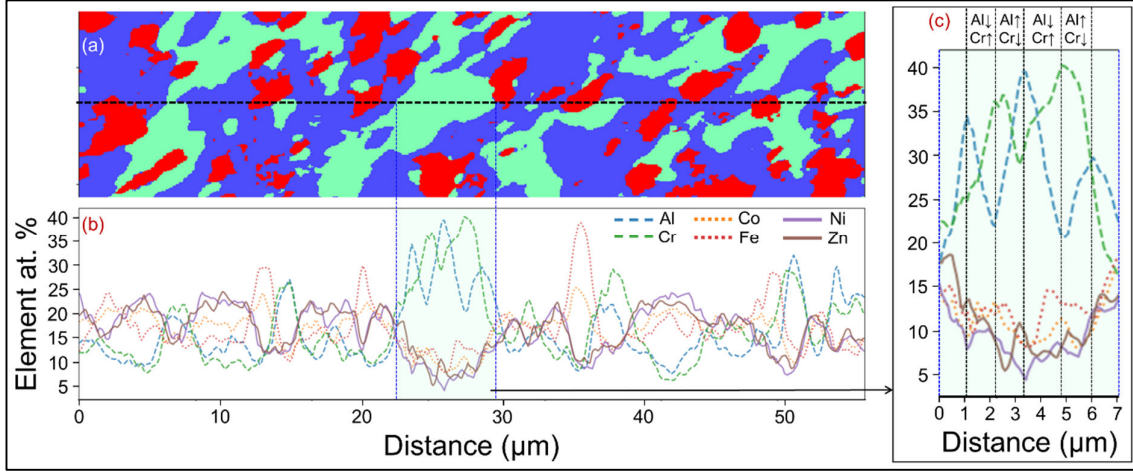 (a)
(b)
Element at. %
40
35
30
25
20
15
10
5
Al
Co
Ni
Cr
Fe
Zn
0
10
20
30
40
50
Distance (μm)
(c)
Al↓ Al↑ Al↓ Al↑
Cr↑ Cr↓ Cr↑ Cr↓
40
35
30
25
20
15
10
5
0 1 2 3 4 5 6 7
Distance (μm)